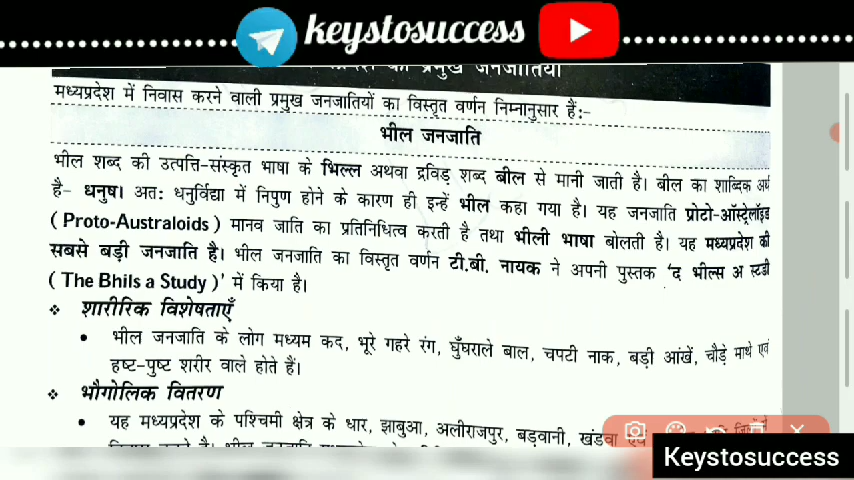 keystosuccess
की प्रमुख जनजातियाँ
मध्यप्रदेश में निवास करने वाली प्रमुख जनजातियों का विस्तृत वर्णन निम्नानुसार हैं:-
भील जनजाति
भील शब्द की उत्पत्ति-संस्कृत भाषा के भिल्ल अथवा द्रविड़ शब्द बील से मानी जाती है। बील का शाब्दिक अर्थ
है- धनुष। अतः धनुर्विद्या में निपुण होने के कारण ही इन्हें भील कहा गया है। यह जनजाति प्रोटो-ऑस्ट्रेलॉइड
( Proto-Australoids ) मानव जाति का प्रतिनिधित्व करती है तथा भीली भाषा बोलती है। यह मध्यप्रदेश की
सबसे बड़ी जनजाति है। भील जनजाति का विस्तृत वर्णन टी.बी. नायक ने अपनी पुस्तक 'द भील्स अ स्टडी
( The Bhils a Study )' में किया है।
❖ शारीरिक विशेषताएँ
• भील जनजाति के लोग मध्यम कद, भूरे गहरे रंग, घुँघराले बाल, चपटी नाक, बड़ी आंखें, चौड़े माथे एवं
हष्ट-पुष्ट शरीर वाले होते हैं।
❖ भौगोलिक वितरण
• यह मध्यप्रदेश के पश्चिमी क्षेत्र के धार, झाबुआ, अलीराजपुर, बड़वानी, खंडवा
Keystosuccess